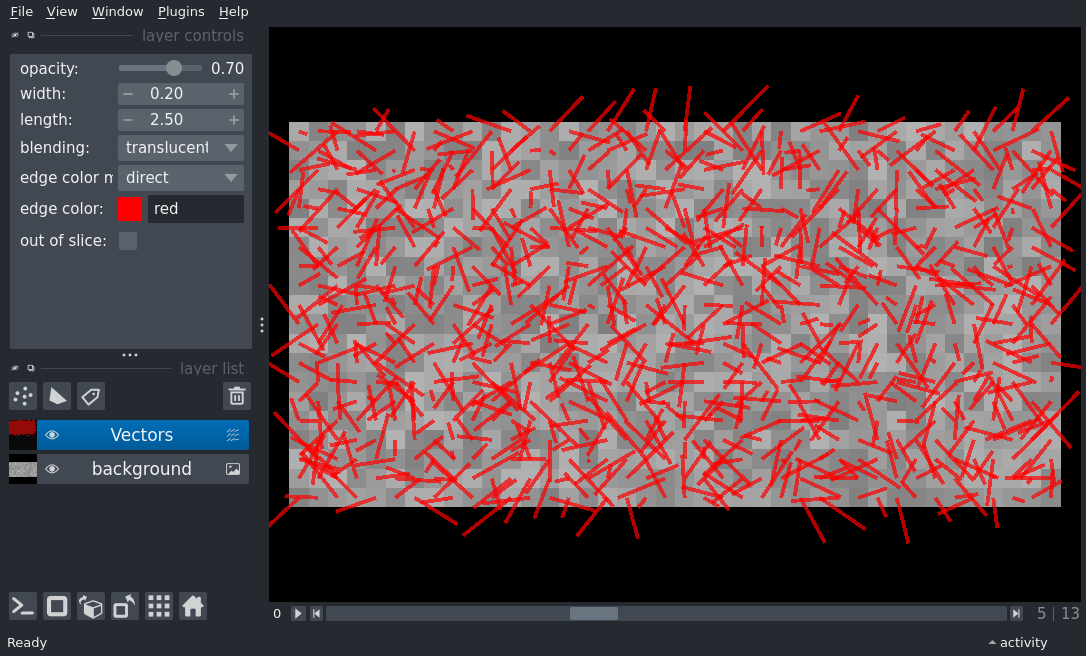 File View Window Plugins Help
layer controls
opacity: 0.70
width: − 0.20 +
length: − 2.50 +
blending: translucent
edge color m direct
edge color: red
out of slice:
layer list
Vectors
background
0 5 | 13
Ready activity